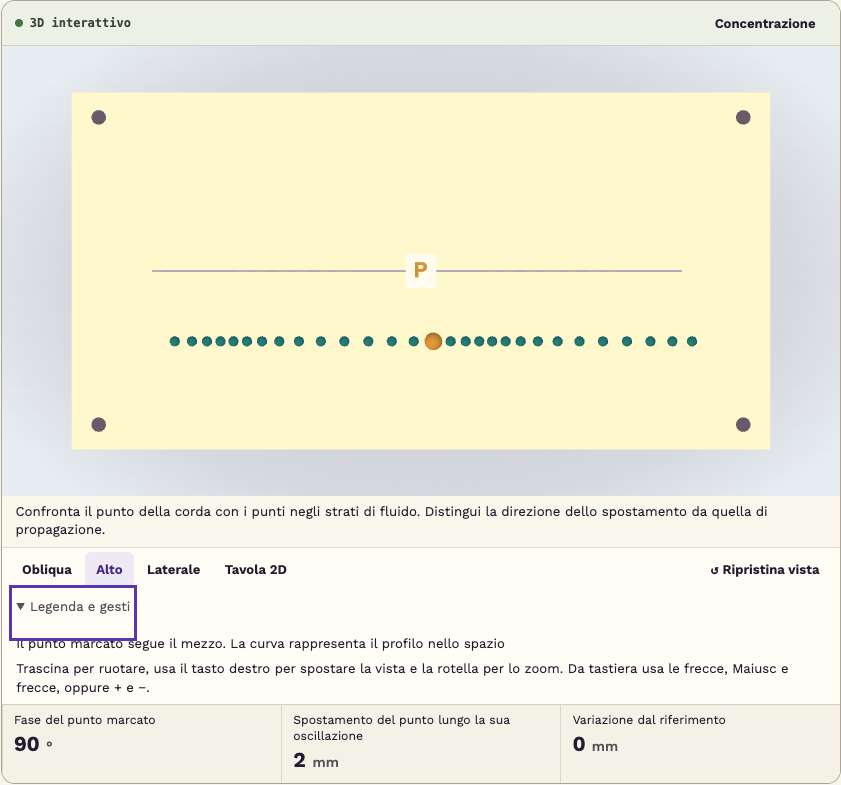 3D interattivo
Concentrazione
P
Confronta il punto della corda con i punti negli strati di fluido. Distingui la direzione dello spostamento da quella di
propagazione.
Obliqua
Alto
Laterale
Tavola 2D
↺ Ripristina vista
▼ Legenda e gesti
Il punto marcato segue il mezzo. La curva rappresenta il profilo nello spazio
Trascina per ruotare, usa il tasto destro per spostare la vista e la rotella per lo zoom. Da tastiera usa le frecce, Maiusc e
frecce, oppure + e −.
Fase del punto marcato
90 °
Spostamento del punto lungo la sua
oscillazione
2 mm
Variazione dal riferimento
0 mm